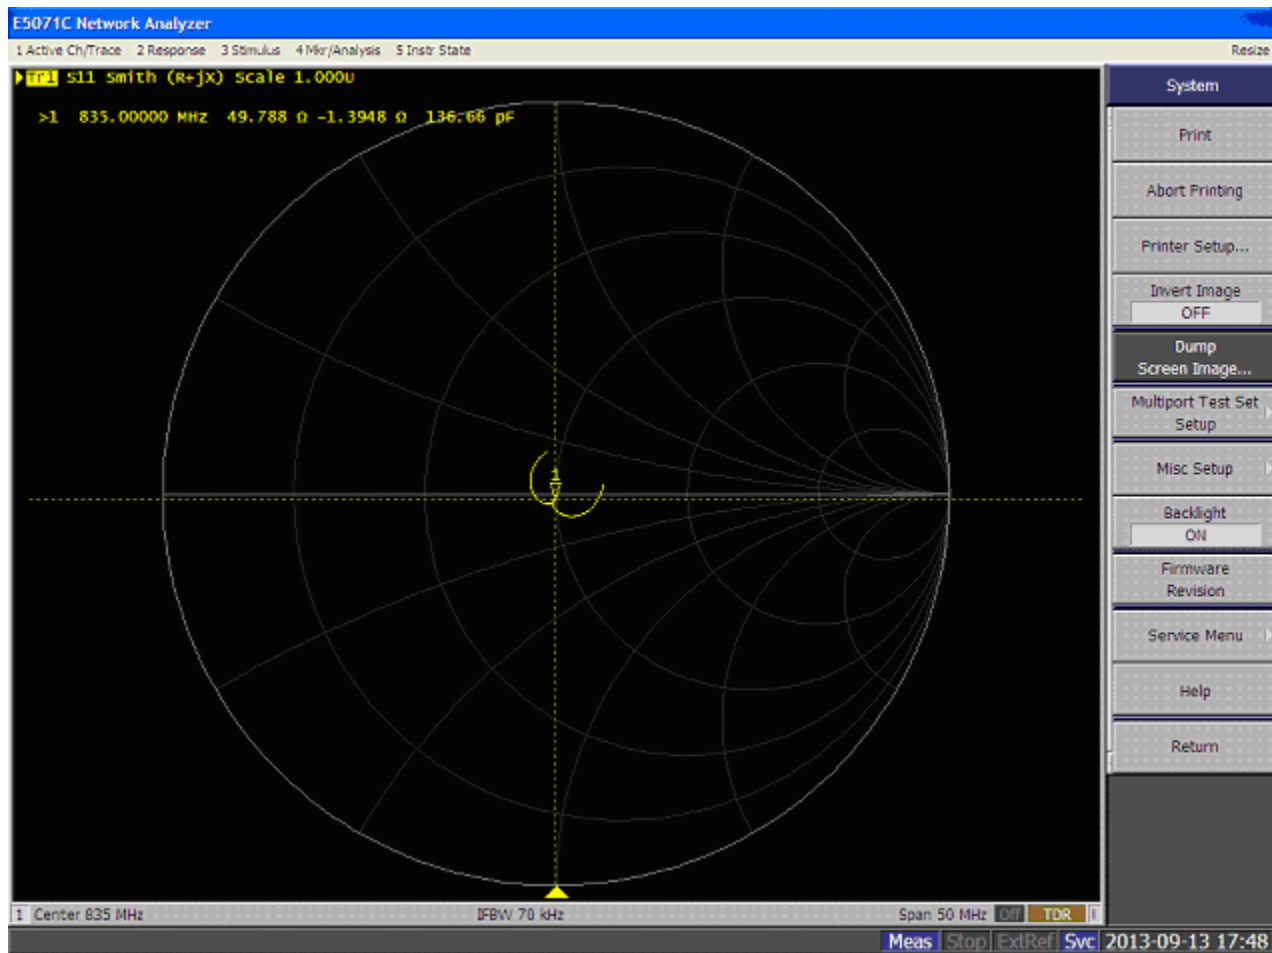 E5071C Network Analyzer
1 Active Ch/Trace 2 Response 3 Stimulus 4 Mkr/Analysis 5 Instr State Resize
Tr1 S11 Smith (R+jX) Scale 1.000U
>1 835.00000 MHz 49.788 Ω -1.3948 Ω 136.66 pF
1
System
Print
Abort Printing
Printer Setup...
Invert Image
OFF
Dump
Screen Image...
Multiport Test Set
Setup
Misc Setup
Backlight
ON
Firmware
Revision
Service Menu
Help
Return
1 Center 835 MHz IFBW 70 kHz Span 50 MHz Off TDR
Meas Stop ExtRef Svc 2013-09-13 17:48